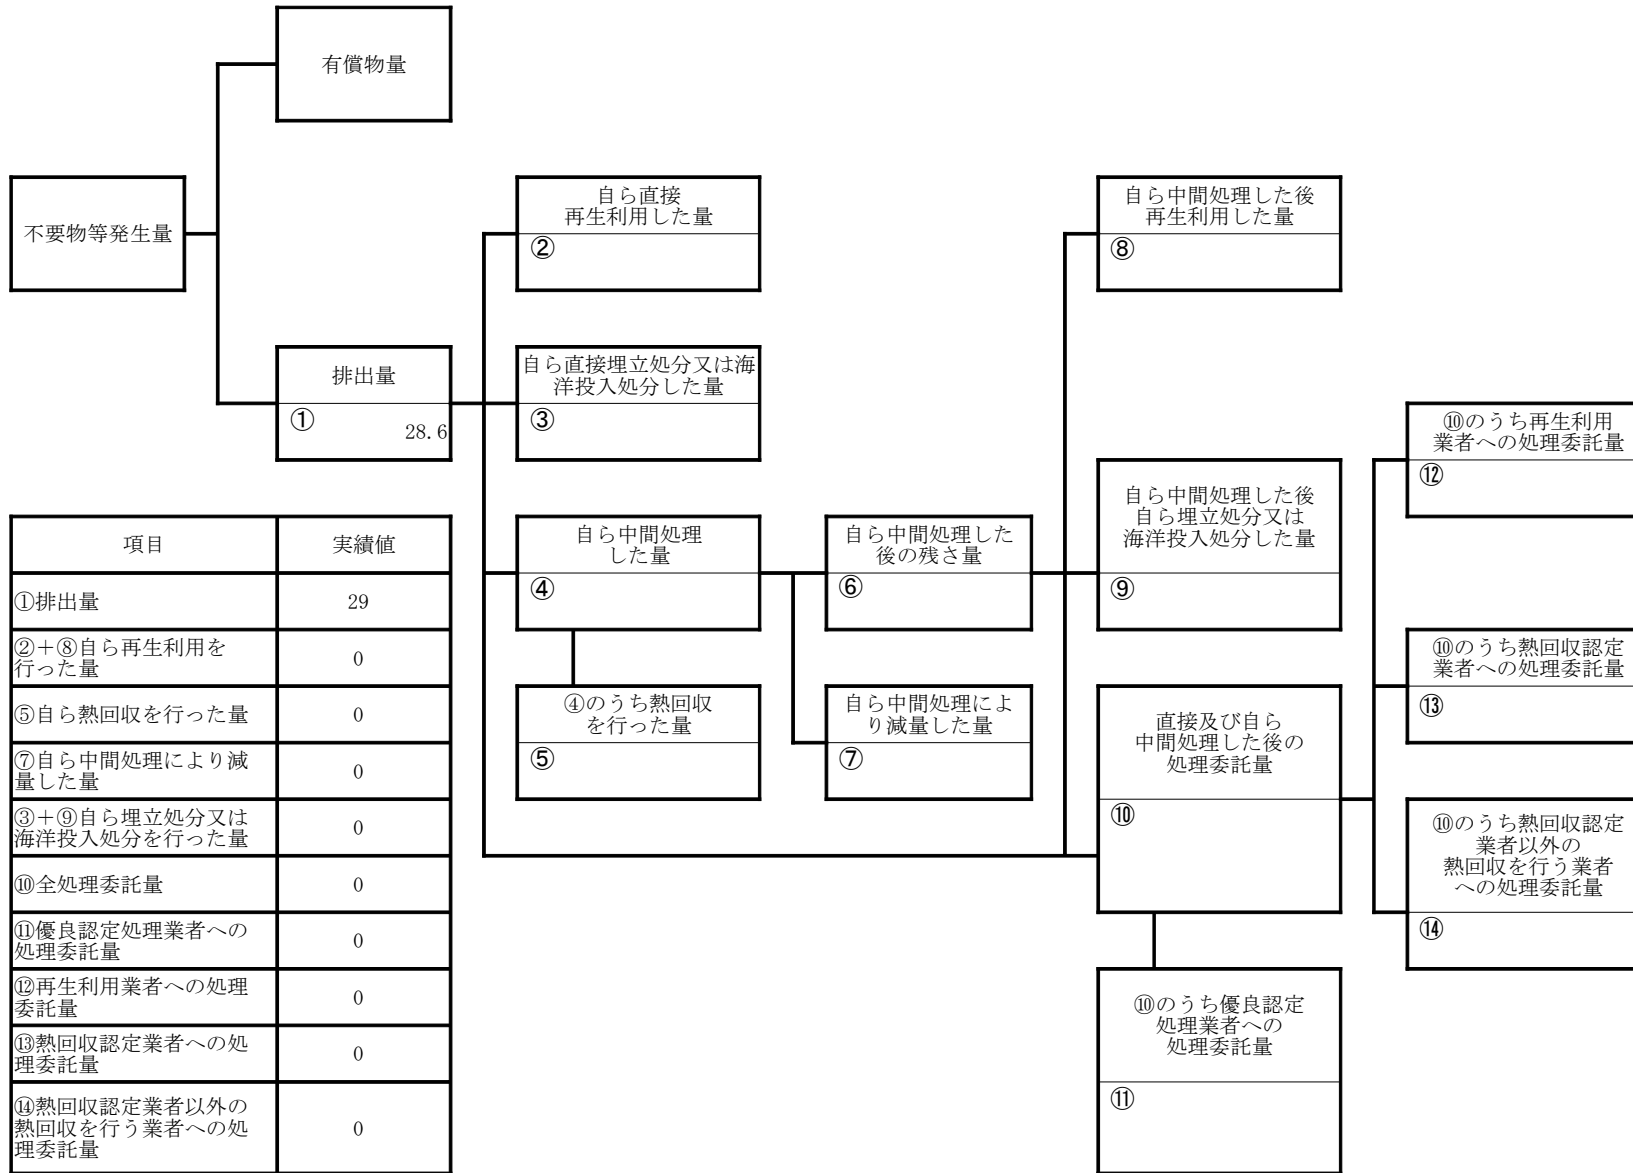 有償物量
不要物等発生量
自ら直接
再生利用した量
②
自ら中間処理した後
再生利用した量
⑧
排出量
①
28.6
自ら直接埋立処分又は海
洋投入処分した量
③
⑩のうち再生利用
業者への処理委託量
⑫
自ら中間処理した後
自ら埋立処分又は
海洋投入処分した量
⑨
自ら中間処理
した量
④
自ら中間処理した
後の残さ量
⑥
⑩のうち熱回収認定
業者への処理委託量
⑬
④のうち熱回収
を行った量
⑤
自ら中間処理によ
り減量した量
⑦
直接及び自ら
中間処理した後の
処理委託量
⑩
⑩のうち熱回収認定
業者以外の
熱回収を行う業者
への処理委託量
⑭
⑩のうち優良認定
処理業者への
処理委託量
⑪
項目 実績値
①排出量 29
②＋⑧自ら再生利用を
行った量 0
⑤自ら熱回収を行った量 0
⑦自ら中間処理により減
量した量 0
③＋⑨自ら埋立処分又は
海洋投入処分を行った量 0
⑩全処理委託量 0
⑪優良認定処理業者への
処理委託量 0
⑫再生利用業者への処理
委託量 0
⑬熱回収認定業者への処
理委託量 0
⑭熱回収認定業者以外の
熱回収を行う業者への処
理委託量 0